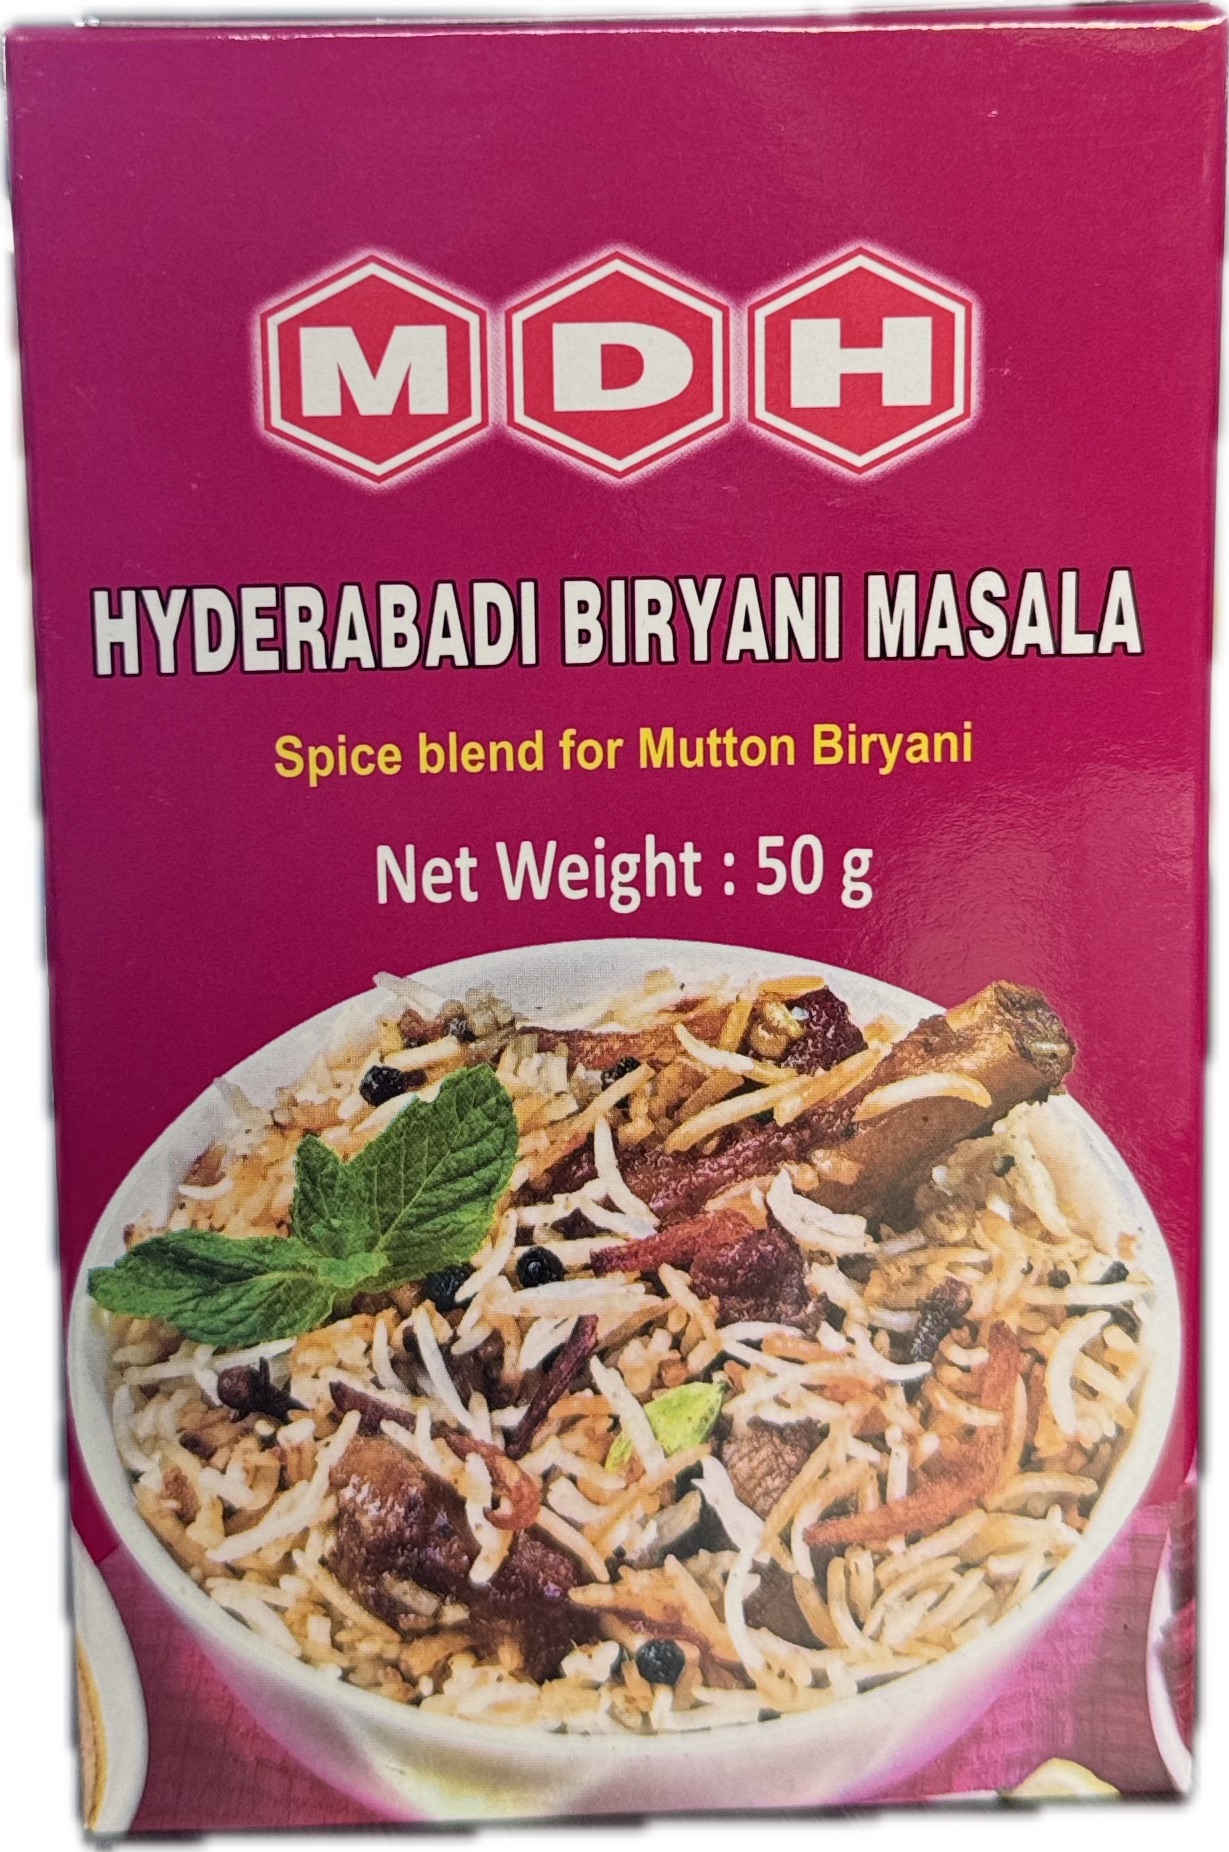 MDH
HYDERABADI BIRYANI MASALA
Spice blend for Mutton Biryani
Net Weight : 50 g